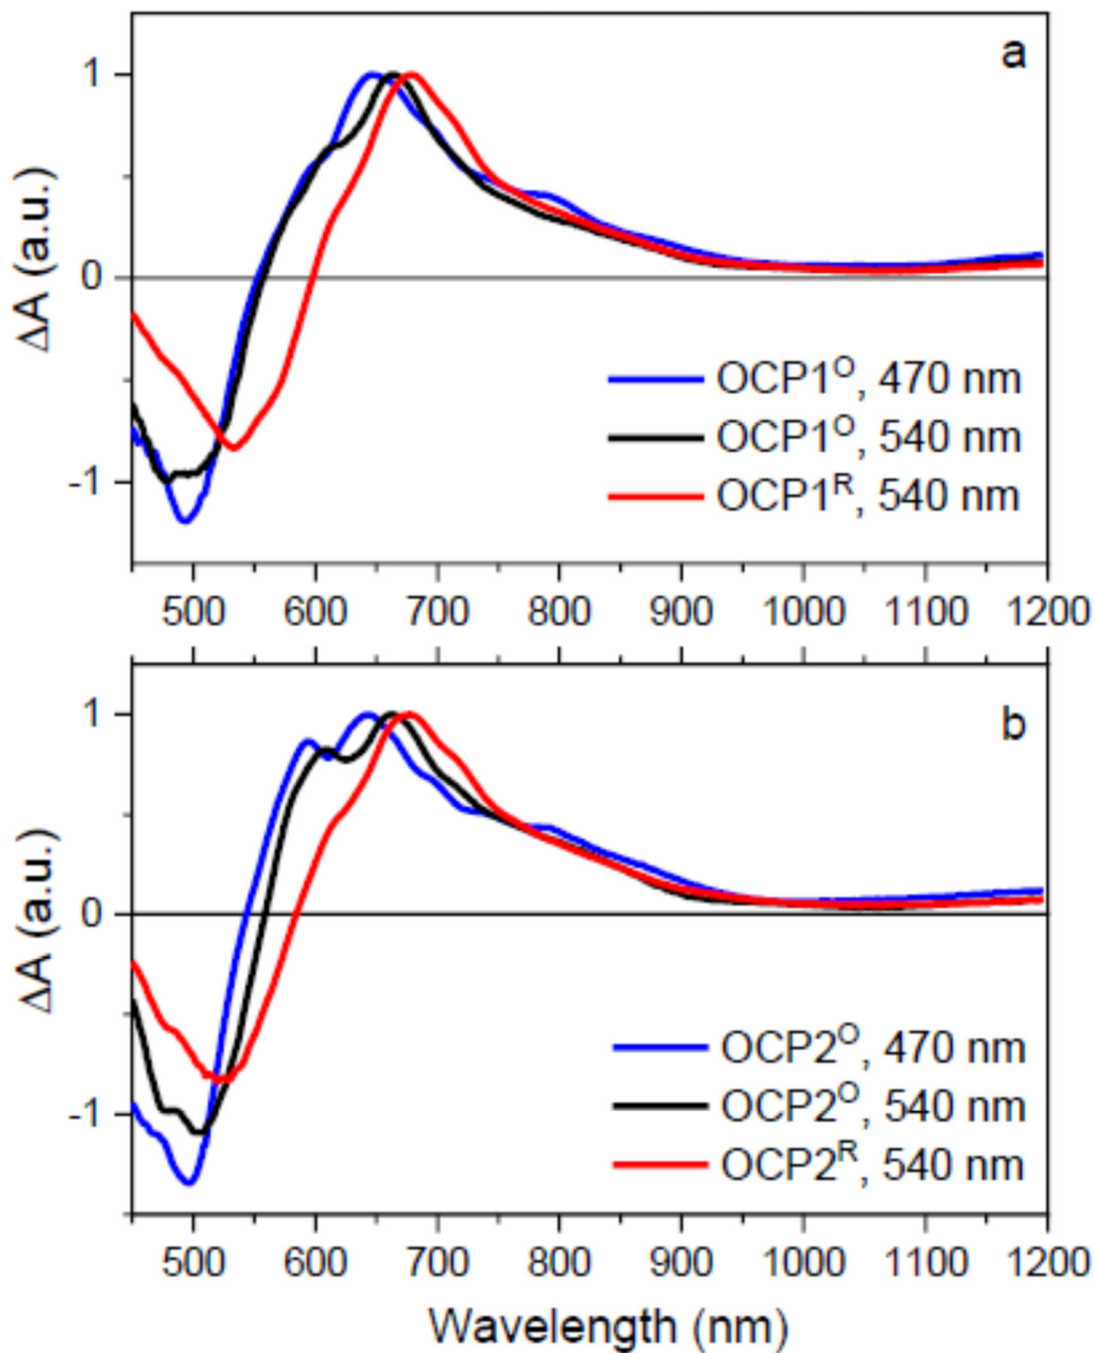 a
1
0
-1
ΔA (a.u.)
OCP1ᴼ, 470 nm
OCP1ᴼ, 540 nm
OCP1ᴿ, 540 nm
500 600 700 800 900 1000 1100 1200
b
1
0
-1
ΔA (a.u.)
OCP2ᴼ, 470 nm
OCP2ᴼ, 540 nm
OCP2ᴿ, 540 nm
500 600 700 800 900 1000 1100 1200
Wavelength (nm)